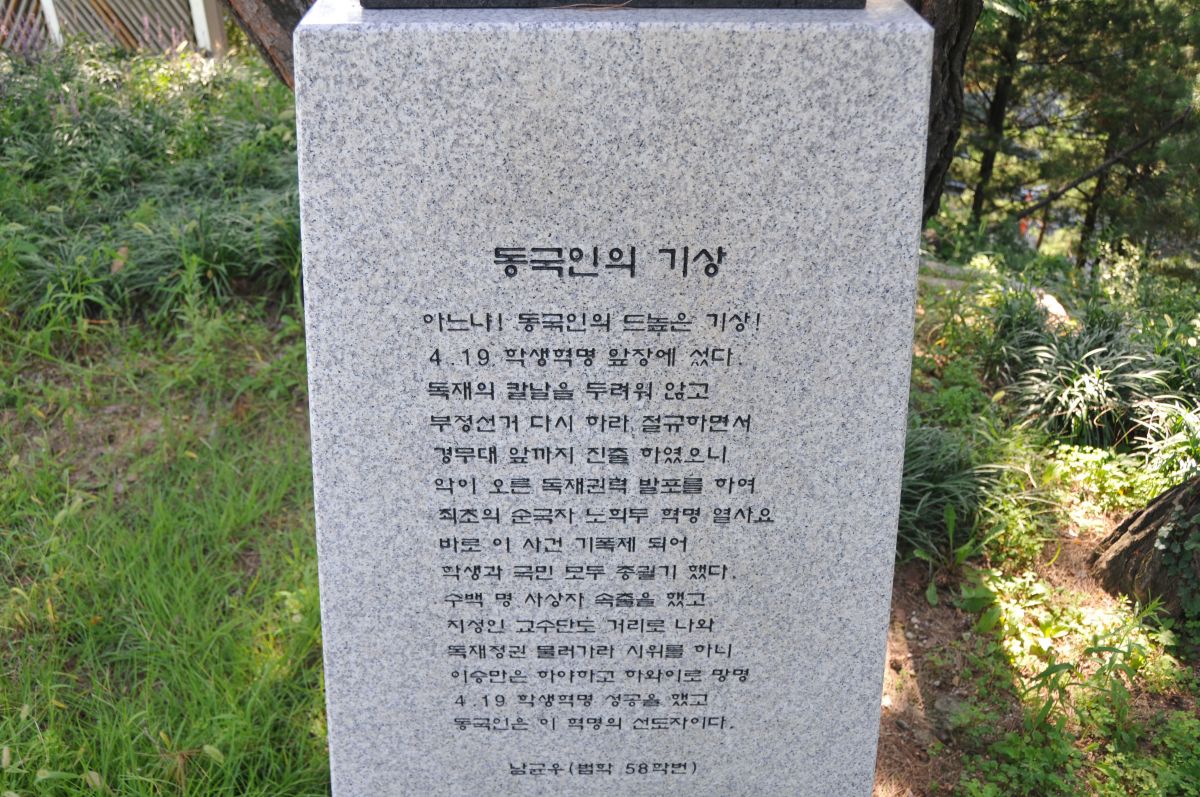 동국인의 기상
아느냐! 동국인의 드높은 기상!
4.19 학생혁명 앞장에 섰다.
독재의 칼날을 두려워 않고
부정선거 다시 하라 절규하면서
경무대 앞까지 진출 하였으니
악이 오른 독재권력 발포를 하여
최초의 순국자 노희두 혁명 열사요
바로 이 사건 기폭제 되어
학생과 국민 모두 총궐기 했다.
수백 명 사상자 속출을 했고
지성인 교수단도 거리로 나와
독재정권 물러가라 시위를 하니
이승만은 하야하고 하와이로 망명
4.19 학생혁명 성공을 했고
동국인은 이 혁명의 선도자이다.
남균우(법학 58학번)